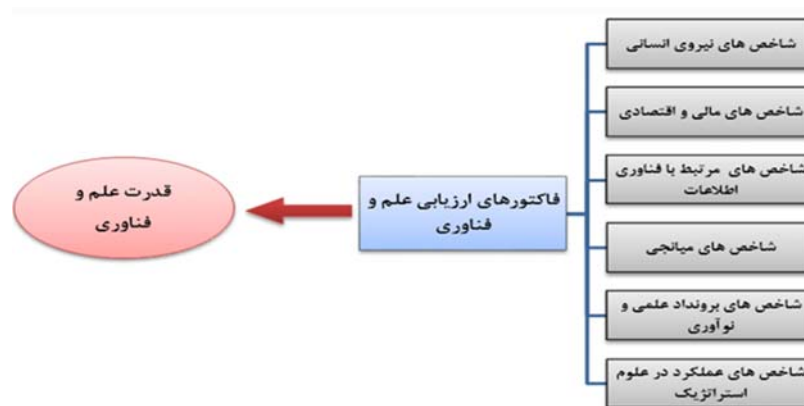 شاخص های نیروی انسانی
شاخص های مالی و اقتصادی
شاخص های مرتبط با فناوری
اطلاعات
شاخص های میانجی
شاخص های برونداد علمی و
نوآوری
شاخص های عملکرد در علوم
استراتژیک
فاکتورهای ارزیابی علم و
فناوری
قدرت علم و
فناوری